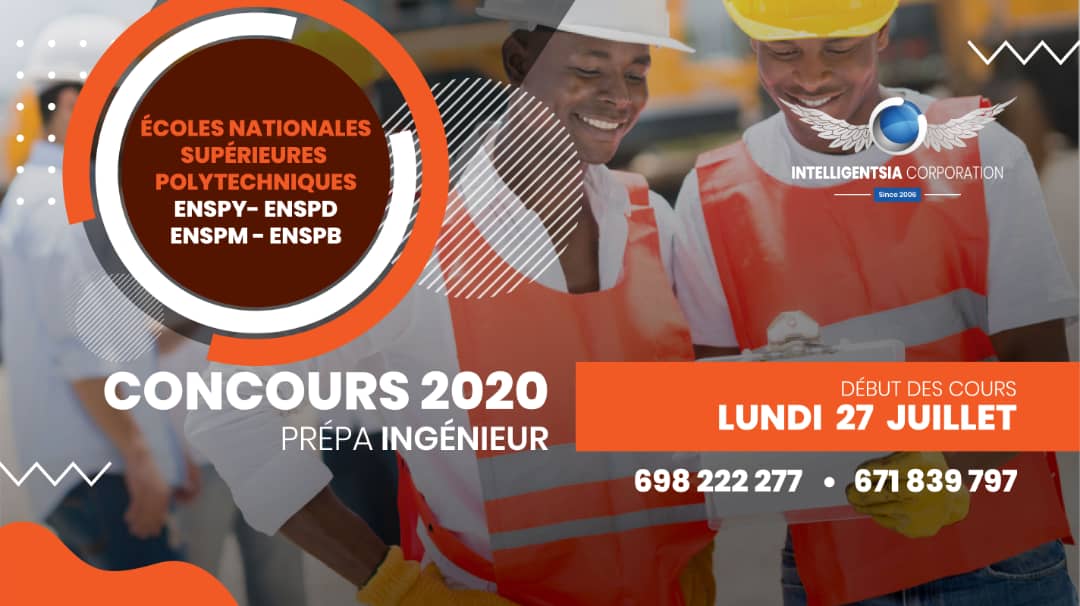 ÉCOLES NATIONALES
SUPÉRIEURES
POLYTECHNIQUES
ENSPY- ENSPD
ENSPM - ENSPB
INTELLIGENTSIA CORPORATION
Since 2006
CONCOURS 2020
PRÉPA INGÉNIEUR
DÉBUT DES COURS
LUNDI 27 JUILLET
698 222 277 • 671 839 797